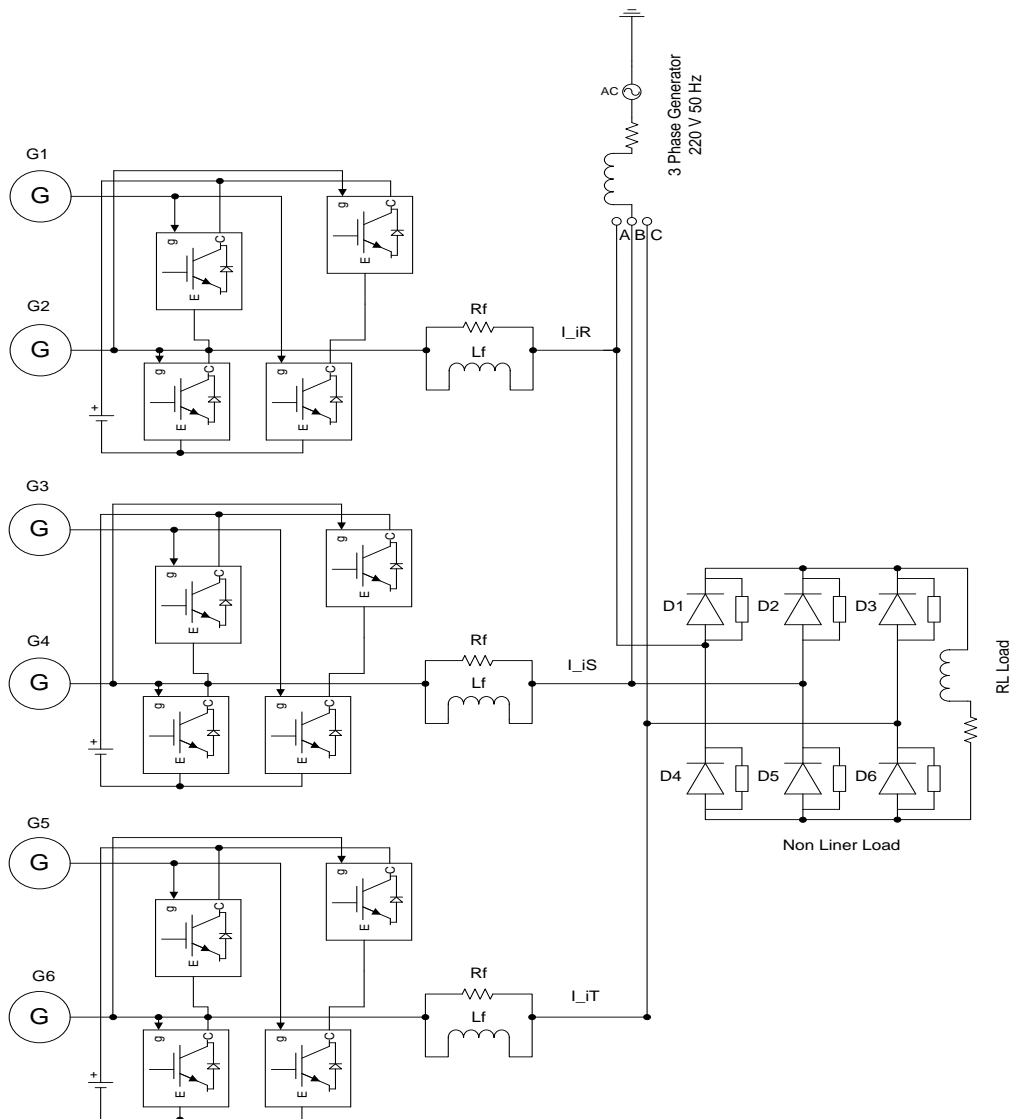 AC
3 Phase Generator
220 V 50 Hz
A B C
G1
G
g
C
E
g
C
E
G2
G
g
C
E
g
C
E
+
Rf
Lf
I_iR
G3
G
g
C
E
g
C
E
G4
G
g
C
E
g
C
E
+
Rf
Lf
I_iS
D1
D2
D3
D4
D5
D6
RL Load
Non Liner Load
G5
G
g
C
E
g
C
E
G6
G
g
C
E
g
C
E
+
Rf
Lf
I_iT